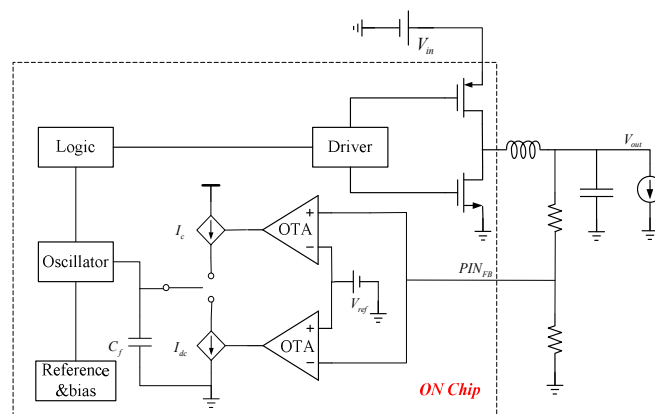 V_in
Logic
Driver
V_out
I_c
+
OTA
−
Oscillator
PIN_FB
V_ref
C_f
I_dc
+
OTA
−
Reference
&bias
ON Chip